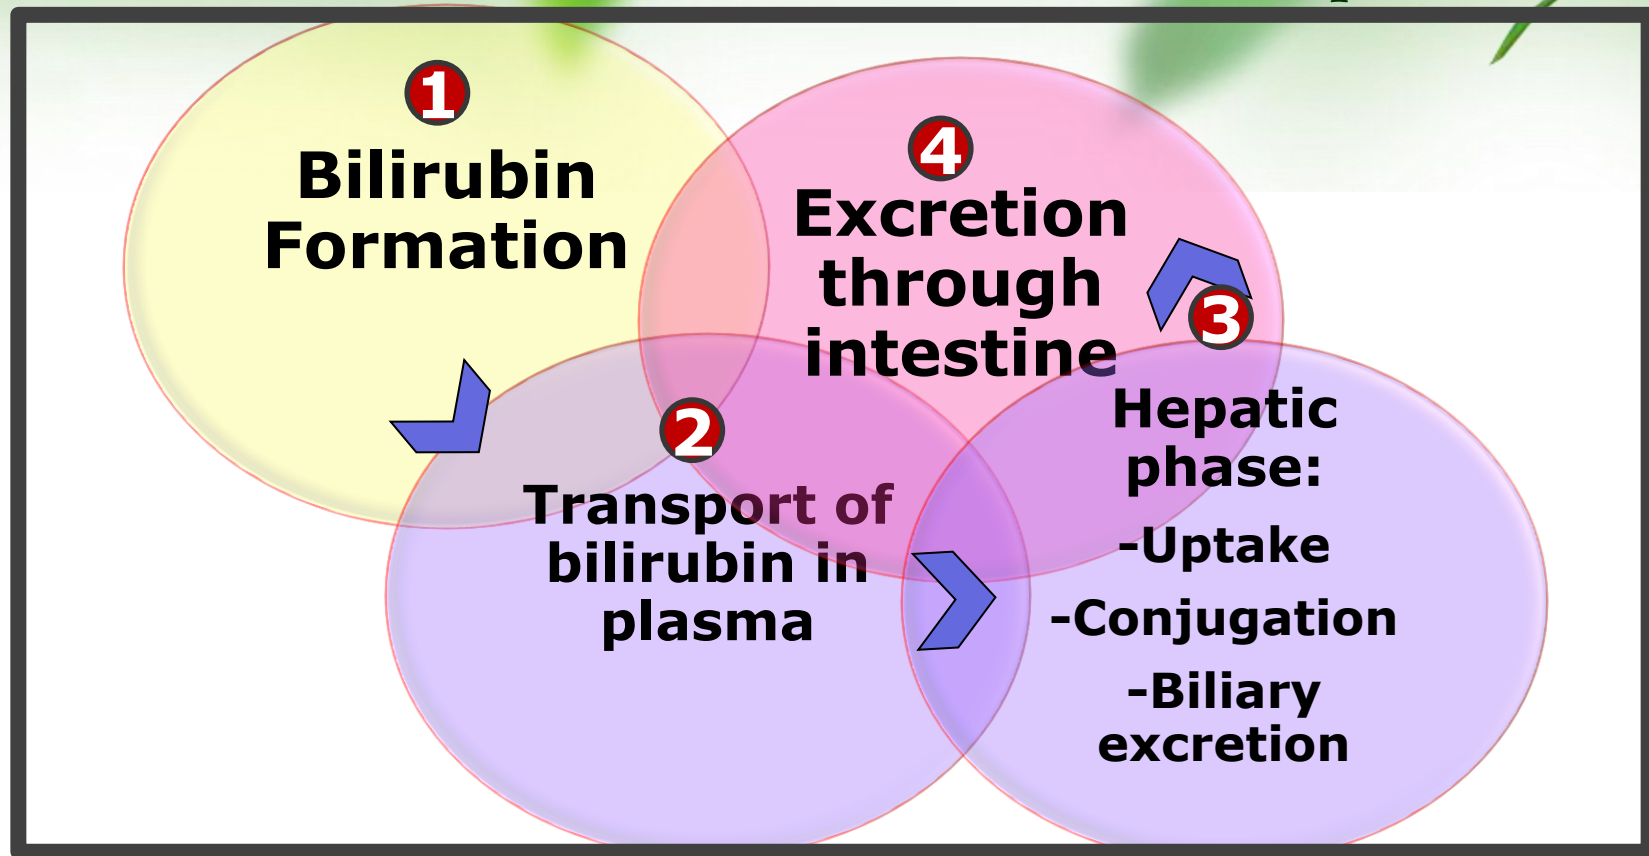 1
Bilirubin
Formation
2
Transport of
bilirubin in
plasma
3
Hepatic
phase:
-Uptake
-Conjugation
-Biliary
excretion
4
Excretion
through
intestine